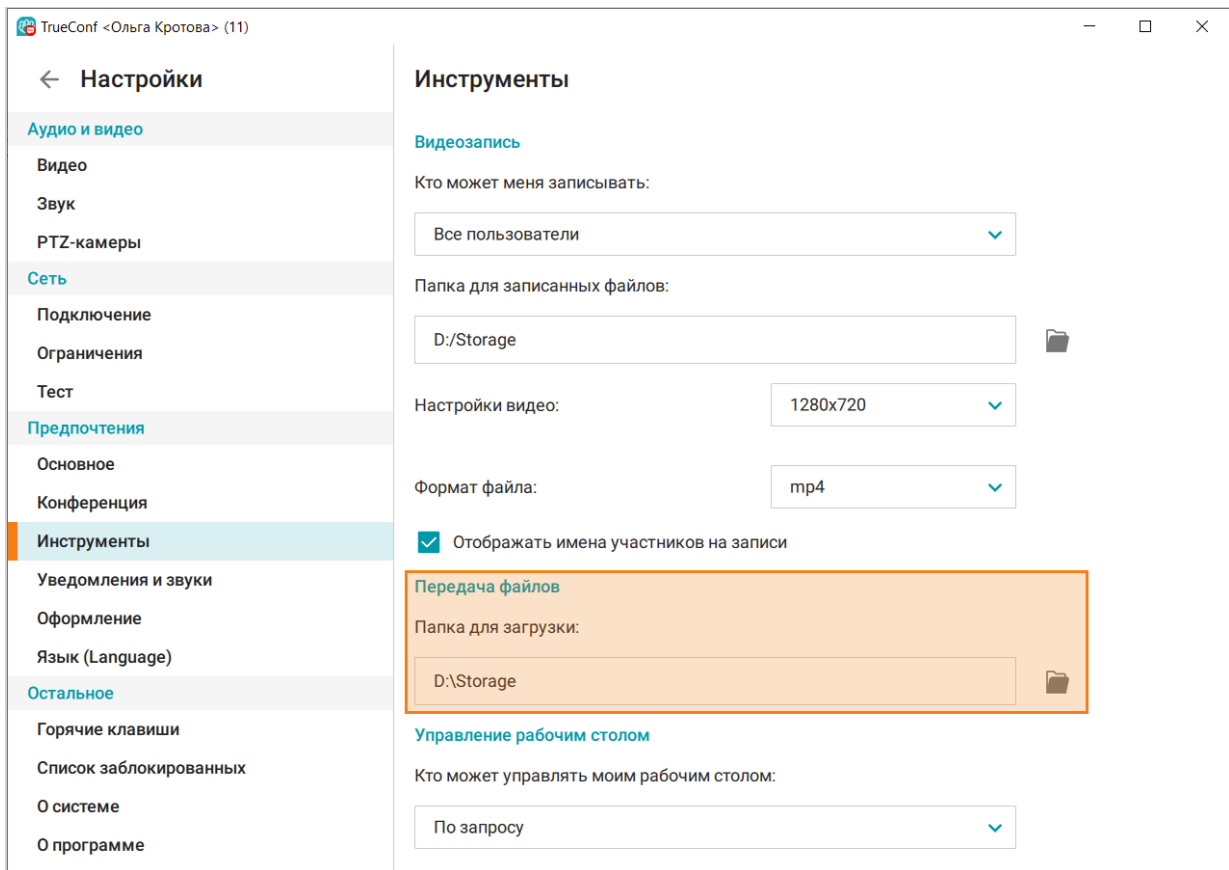 TrueConf <Ольга Кротова> (11)
Настройки
Аудио и видео
Видео
Звук
PTZ-камеры
Сеть
Подключение
Ограничения
Тест
Предпочтения
Основное
Конференция
Инструменты
Уведомления и звуки
Оформление
Язык (Language)
Остальное
Горячие клавиши
Список заблокированных
О системе
О программе
Инструменты
Видеозапись
Кто может меня записывать:
Все пользователи
Папка для записанных файлов:
D:/Storage
Настройки видео: 1280x720
Формат файла: mp4
Отображать имена участников на записи
Передача файлов
Папка для загрузки:
D:\Storage
Управление рабочим столом
Кто может управлять моим рабочим столом:
По запросу